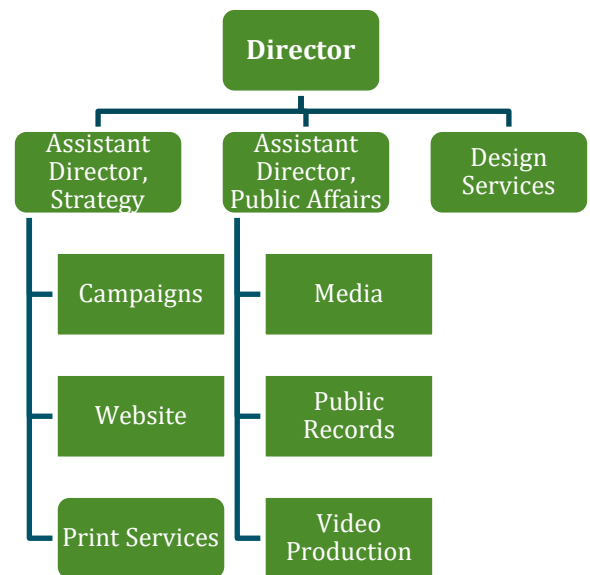 Director
Assistant
Director,
Strategy
Assistant
Director,
Public Affairs
Design
Services
Campaigns
Media
Website
Public
Records
Print Services
Video
Production